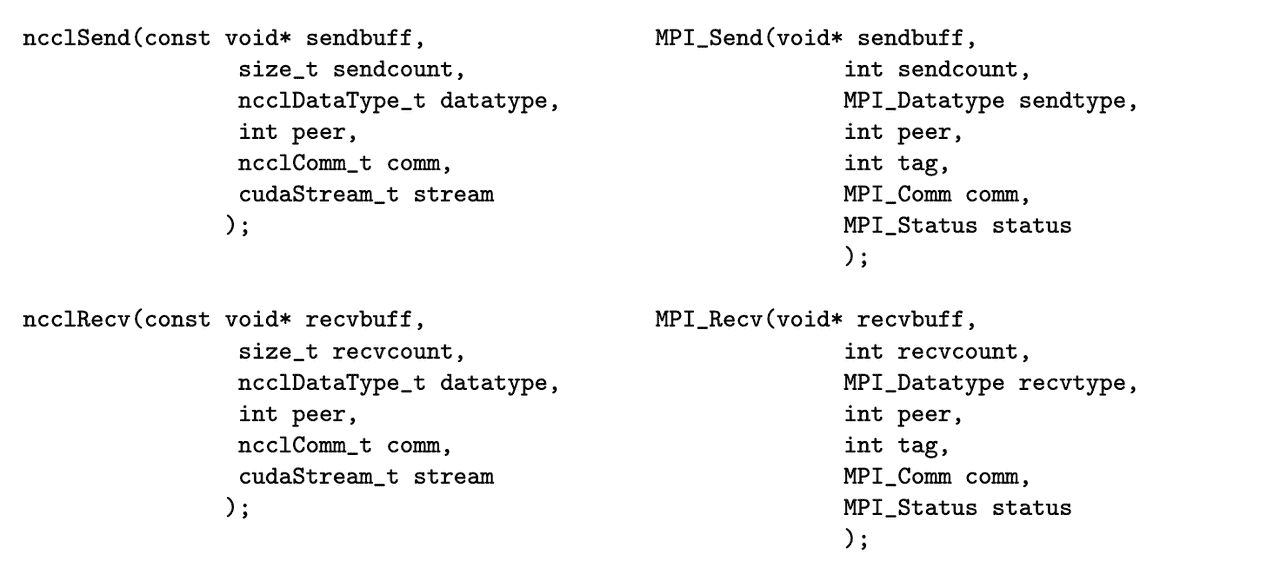 ncclSend(const void* sendbuff,
size_t sendcount,
ncclDataType_t datatype,
int peer,
ncclComm_t comm,
cudaStream_t stream
);
MPI_Send(void* sendbuff,
int sendcount,
MPI_Datatype sendtype,
int peer,
int tag,
MPI_Comm comm,
MPI_Status status
);
ncclRecv(const void* recvbuff,
size_t recvcount,
ncclDataType_t datatype,
int peer,
ncclComm_t comm,
cudaStream_t stream
);
MPI_Recv(void* recvbuff,
int recvcount,
MPI_Datatype recvtype,
int peer,
int tag,
MPI_Comm comm,
MPI_Status status
);